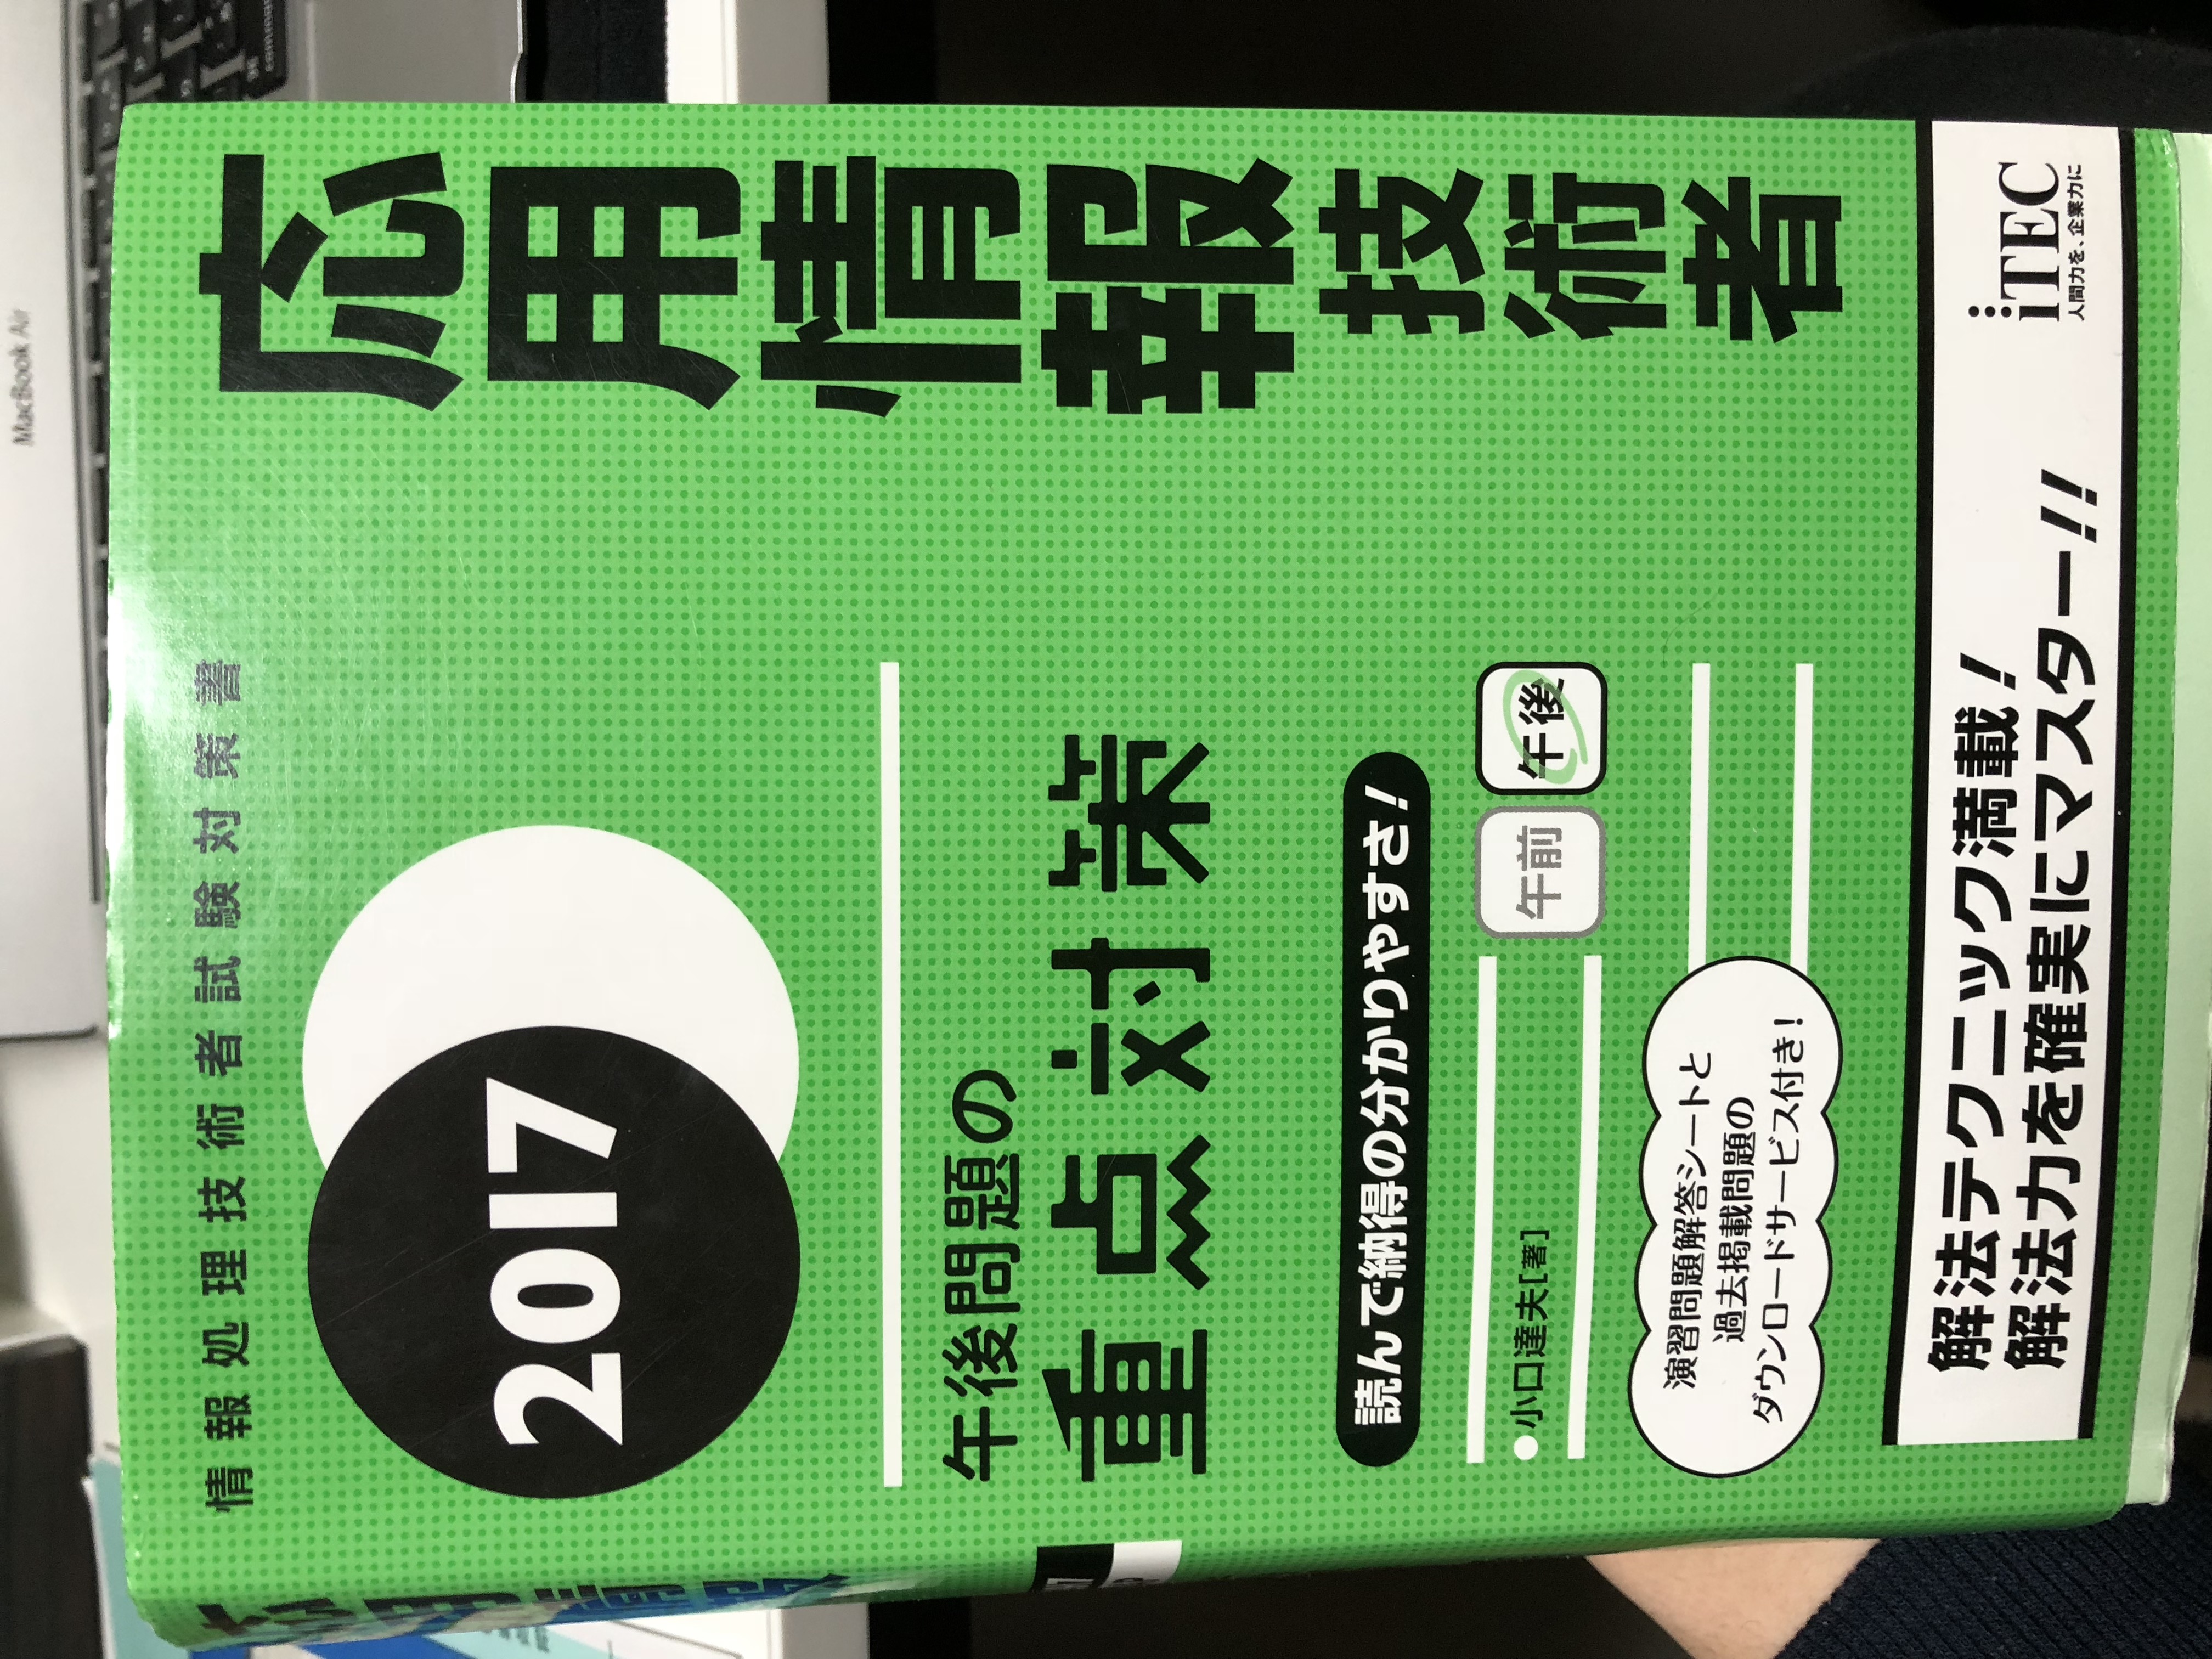 MacBook Air
情報処理技術者試験対策書
応用情報技術者
2017
午後問題の
重点対策
読んで納得の分かりやすさ!
小口達夫[著]
午前
午後
演習問題解答シートと
過去掲載問題の
ダウンロードサービス付き!
解法テクニック満載!
解法力を確実にマスター!!
iTEC
人間力を、企業力に